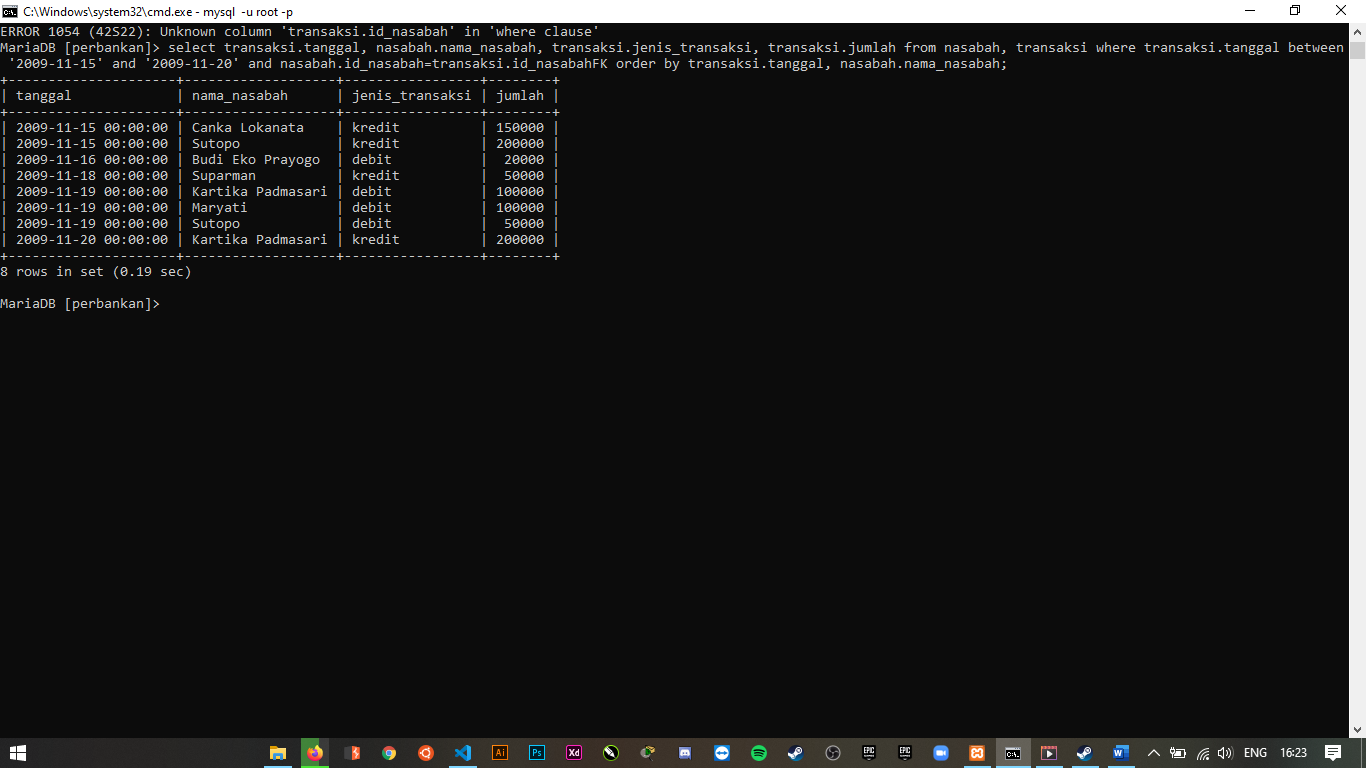 C:\Windows\system32\cmd.exe - mysql -u root -p
ERROR 1054 (42S22): Unknown column 'transaksi.id_nasabah' in 'where clause'
MariaDB [perbankan]> select transaksi.tanggal, nasabah.nama_nasabah, transaksi.jenis_transaksi, transaksi.jumlah from nasabah, transaksi where transaksi.tanggal between
 '2009-11-15' and '2009-11-20' and nasabah.id_nasabah=transaksi.id_nasabahFK order by transaksi.tanggal, nasabah.nama_nasabah;
+---------------------+-------------------+-----------------+--------+
| tanggal             | nama_nasabah      | jenis_transaksi | jumlah |
+---------------------+-------------------+-----------------+--------+
| 2009-11-15 00:00:00 | Canka Lokanata    | kredit          | 150000 |
| 2009-11-15 00:00:00 | Sutopo            | kredit          | 200000 |
| 2009-11-16 00:00:00 | Budi Eko Prayogo  | debit           |  20000 |
| 2009-11-18 00:00:00 | Suparman          | kredit          |  50000 |
| 2009-11-19 00:00:00 | Kartika Padmasari | debit           | 100000 |
| 2009-11-19 00:00:00 | Maryati           | debit           | 100000 |
| 2009-11-19 00:00:00 | Sutopo            | debit           |  50000 |
| 2009-11-20 00:00:00 | Kartika Padmasari | kredit          | 200000 |
+---------------------+-------------------+-----------------+--------+
8 rows in set (0.19 sec)
MariaDB [perbankan]>
Ai Ps Xd EPIC EPIC C:\ W ENG 16:23